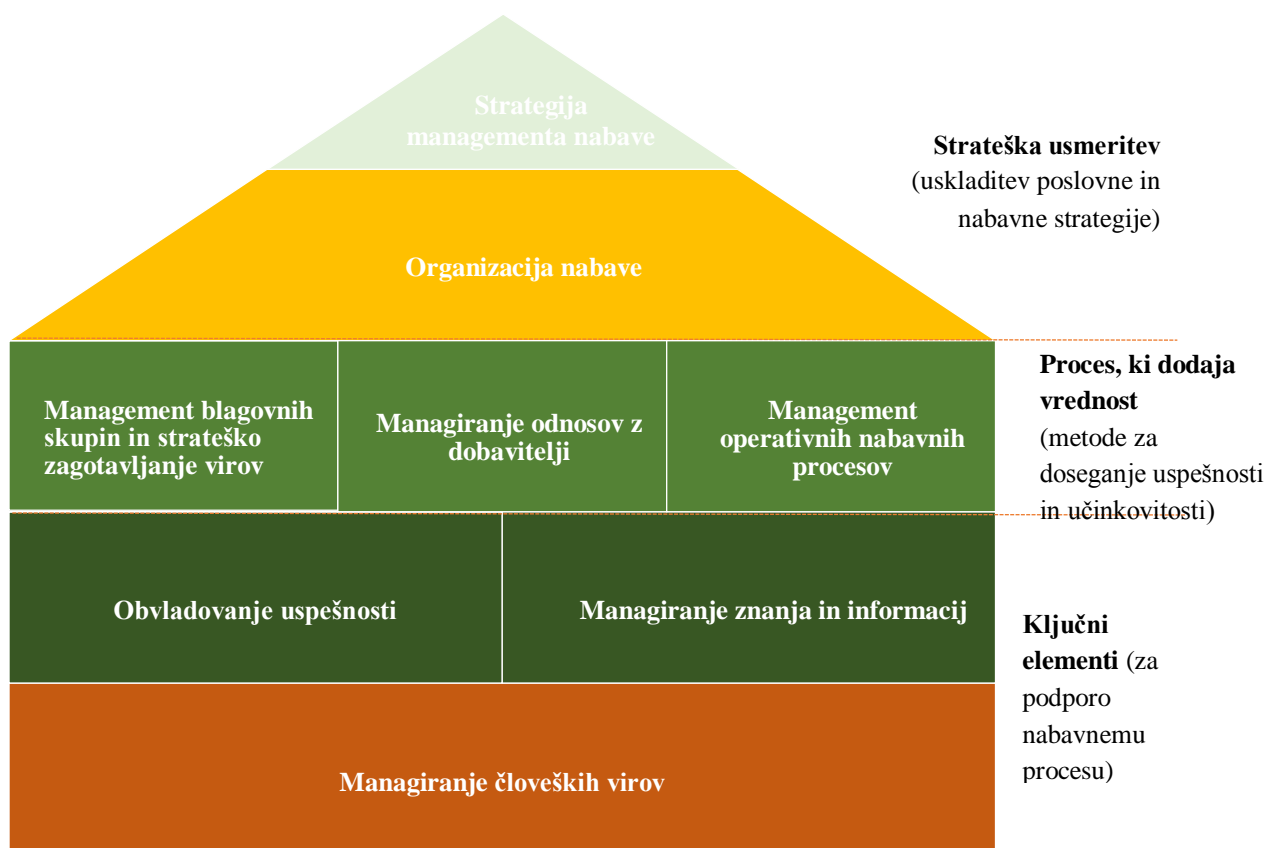 Strategija
managementa nabave
Strateška usmeritev
(uskladitev poslovne in
nabavne strategije)
Organizacija nabave
Management blagovnih
skupin in strateško
zagotavljanje virov
Managiranje odnosov z
dobavitelji
Management
operativnih nabavnih
procesov
Proces, ki dodaja
vrednost
(metode za
doseganje uspešnosti
in učinkovitosti)
Obvladovanje uspešnosti
Managiranje znanja in informacij
Ključni
elementi (za
podporo
nabavnemu
procesu)
Managiranje človeških virov